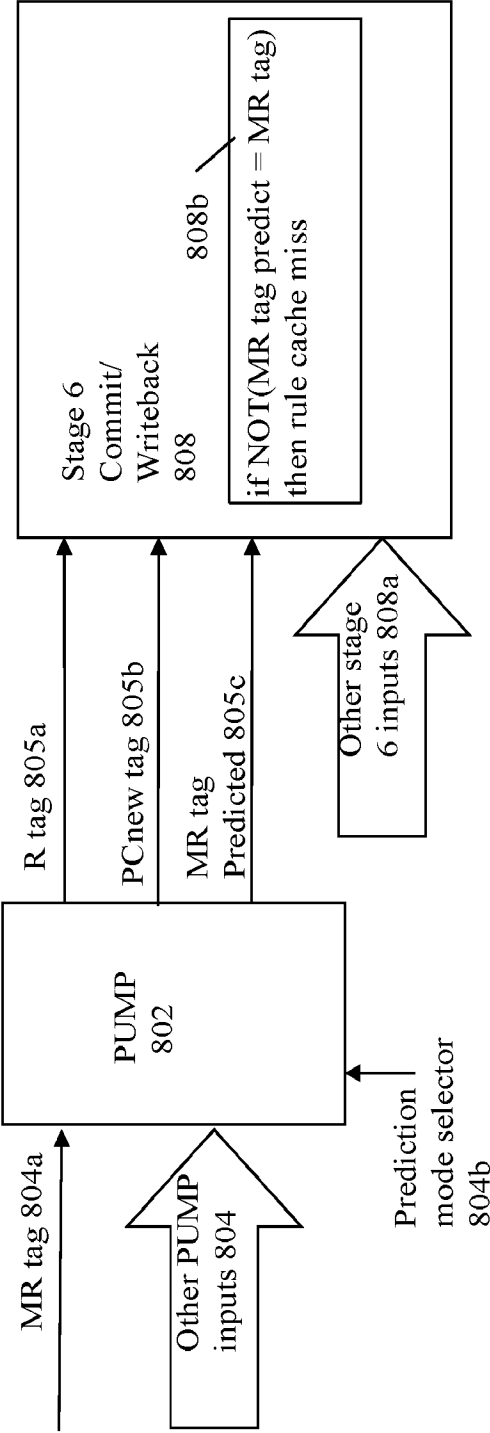 MR tag 804a
Other PUMP
inputs 804
Prediction
mode selector
804b
PUMP
802
R tag 805a
PCnew tag 805b
MR tag
Predicted 805c
Other stage
6 inputs 808a
Stage 6
Commit/
Writeback
808
808b
if NOT(MR tag predict = MR tag)
then rule cache miss